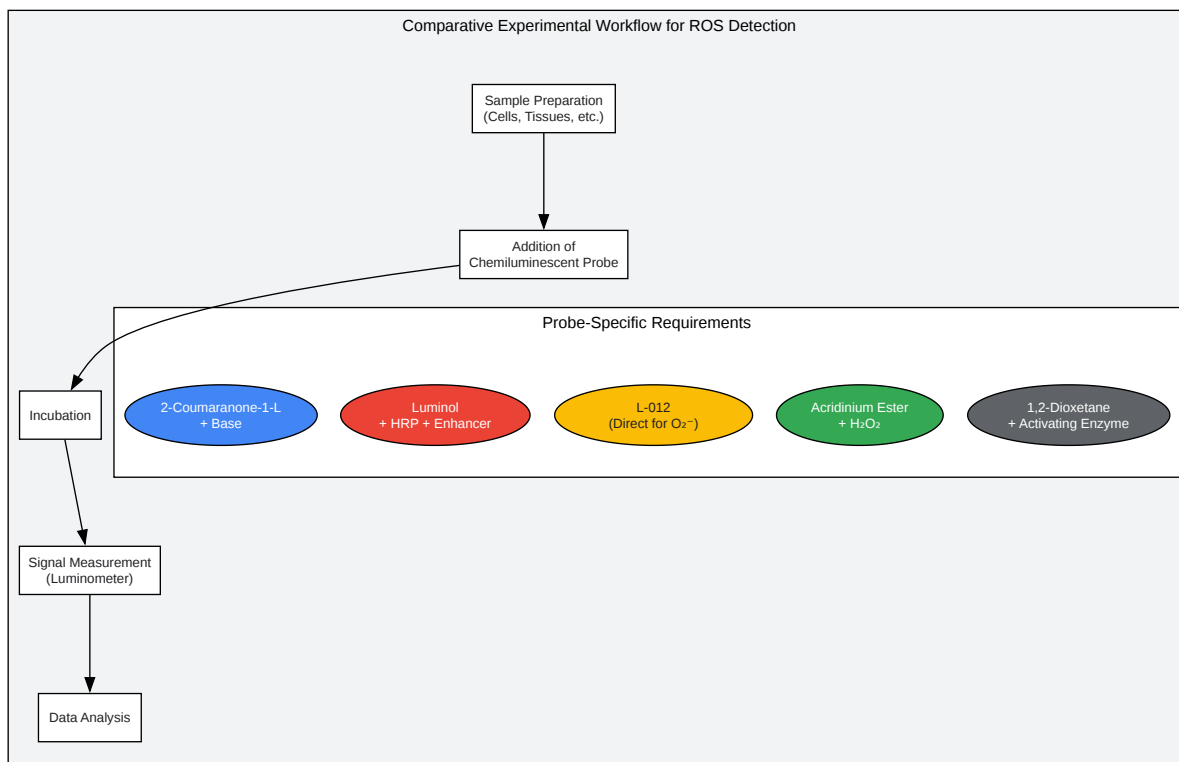 Comparative Experimental Workflow for ROS Detection
Sample Preparation
(Cells, Tissues, etc.)
Addition of
Chemiluminescent Probe
Probe-Specific Requirements
Incubation
2-Coumaranone-1-L
+ Base
Luminol
+ HRP + Enhancer
L-012
(Direct for O₂⁻)
Acridinium Ester
+ H₂O₂
1,2-Dioxetane
+ Activating Enzyme
Signal Measurement
(Luminometer)
Data Analysis